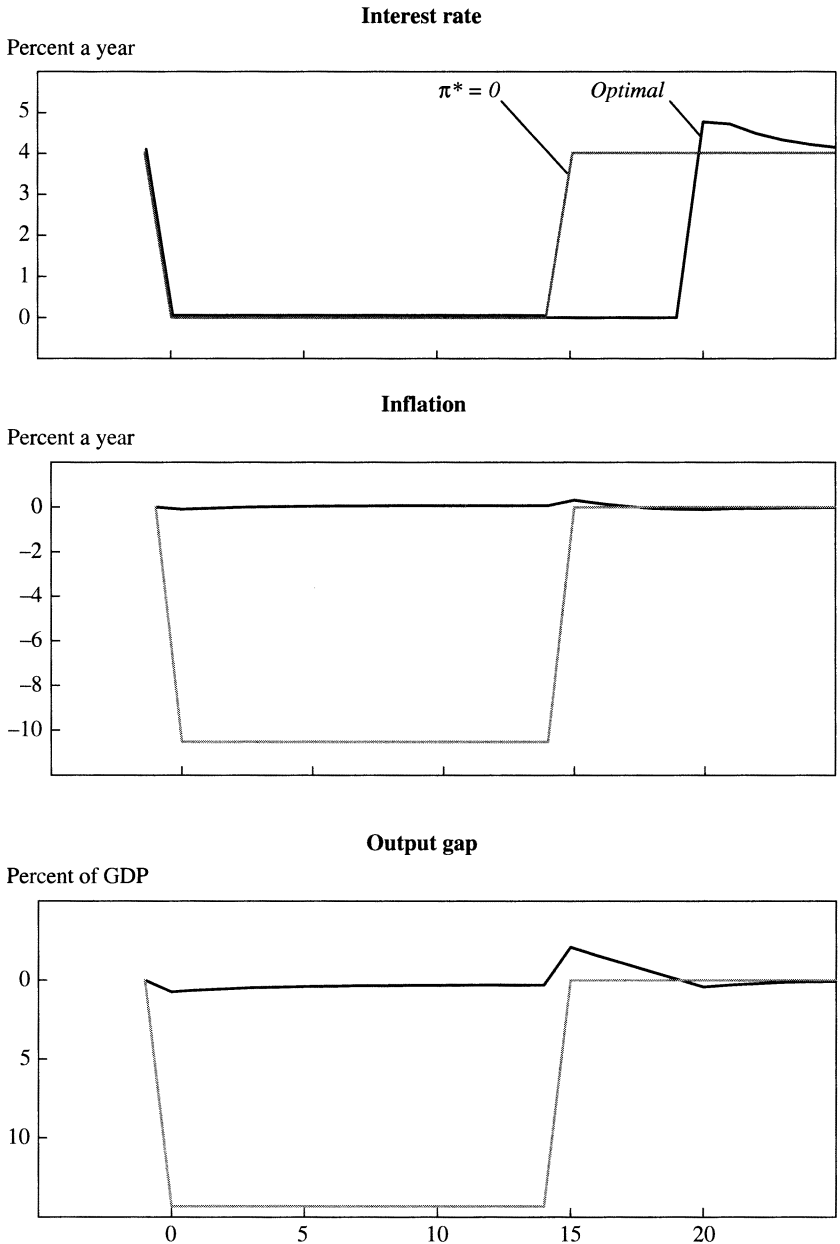 Interest rate
Percent a year
π* = 0 Optimal
5
4
3
2
1
0
Inflation
Percent a year
0
–2
–4
–6
–8
–10
Output gap
Percent of GDP
0
5
10
0 5 10 15 20